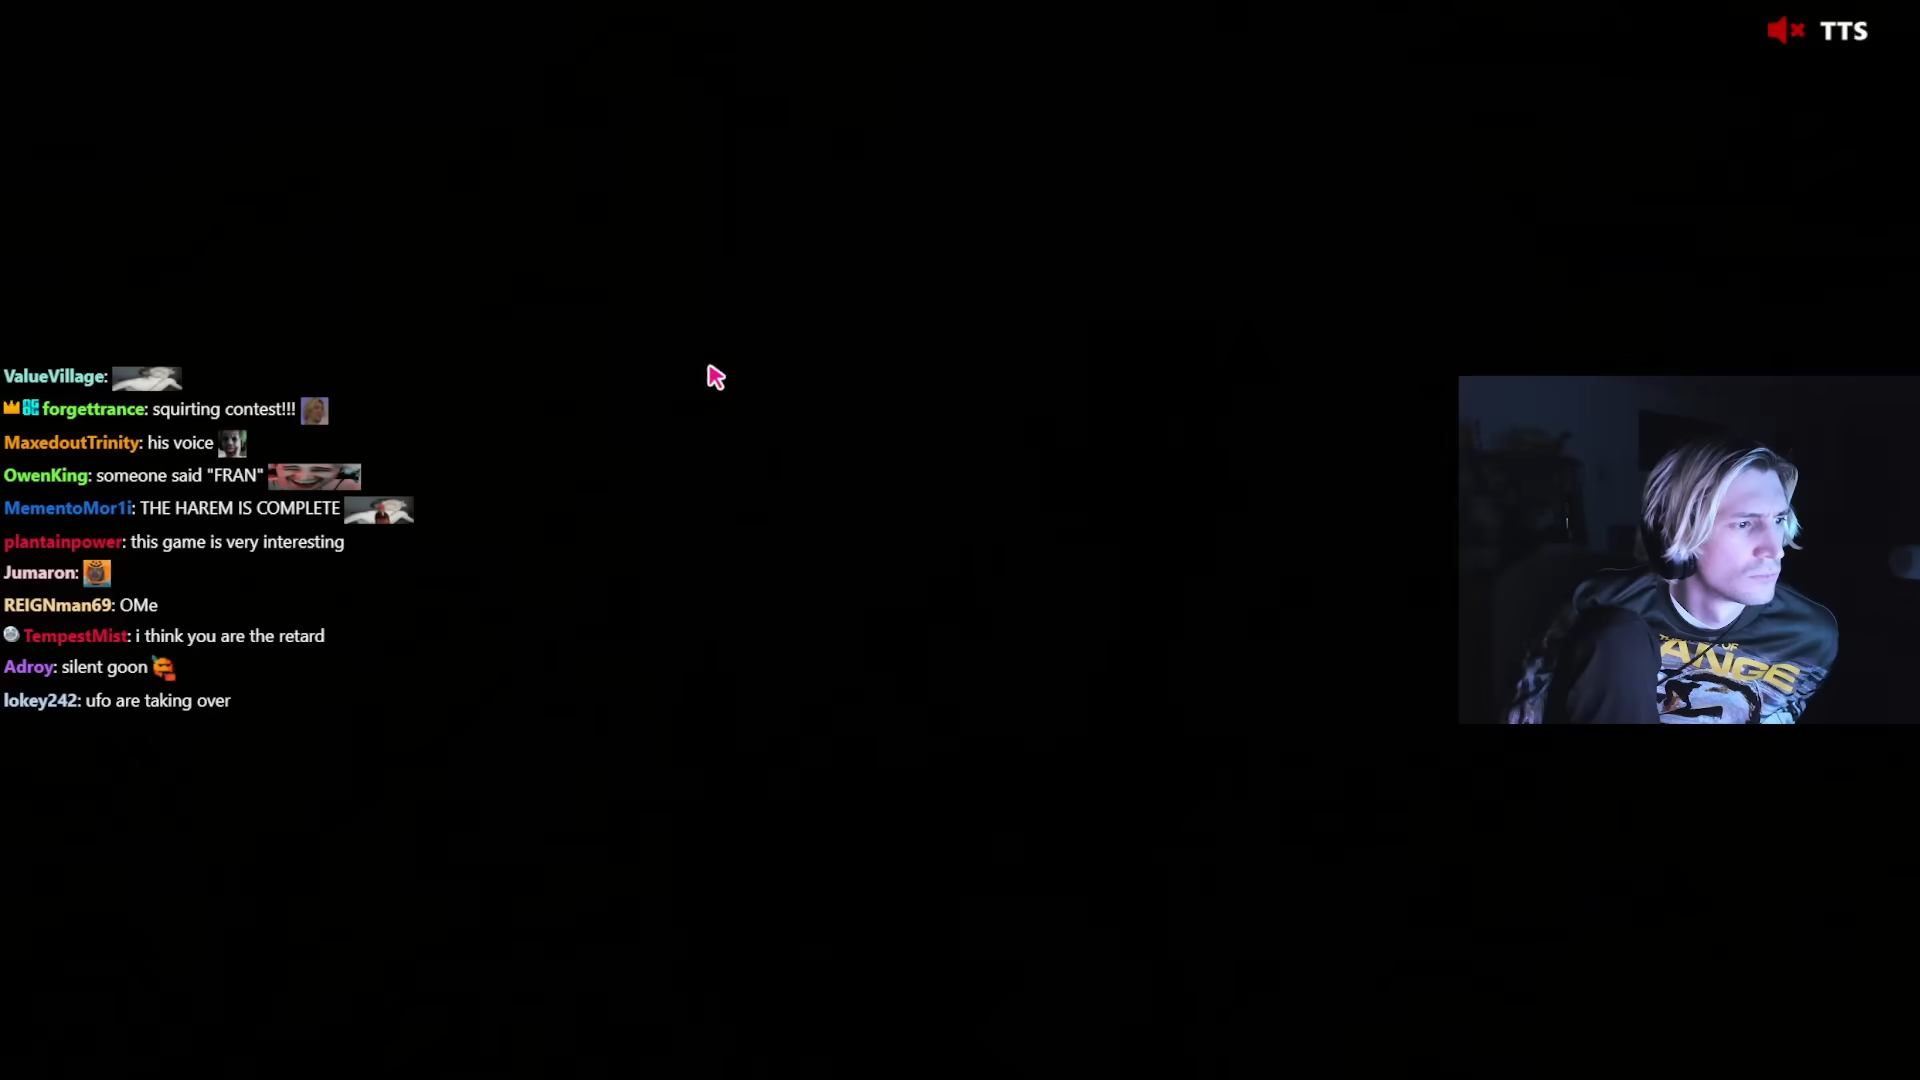 TTS
ValueVillage:
forgettrance: squirting contest!!!
MaxedoutTrinity: his voice
OwenKing: someone said "FRAN"
MementoMor1i: THE HAREM IS COMPLETE
plantainpower: this game is very interesting
Jumaron:
REIGNman69: OMe
TempestMist: i think you are the retard
Adroy: silent goon
lokey242: ufo are taking over
OF
ANGE